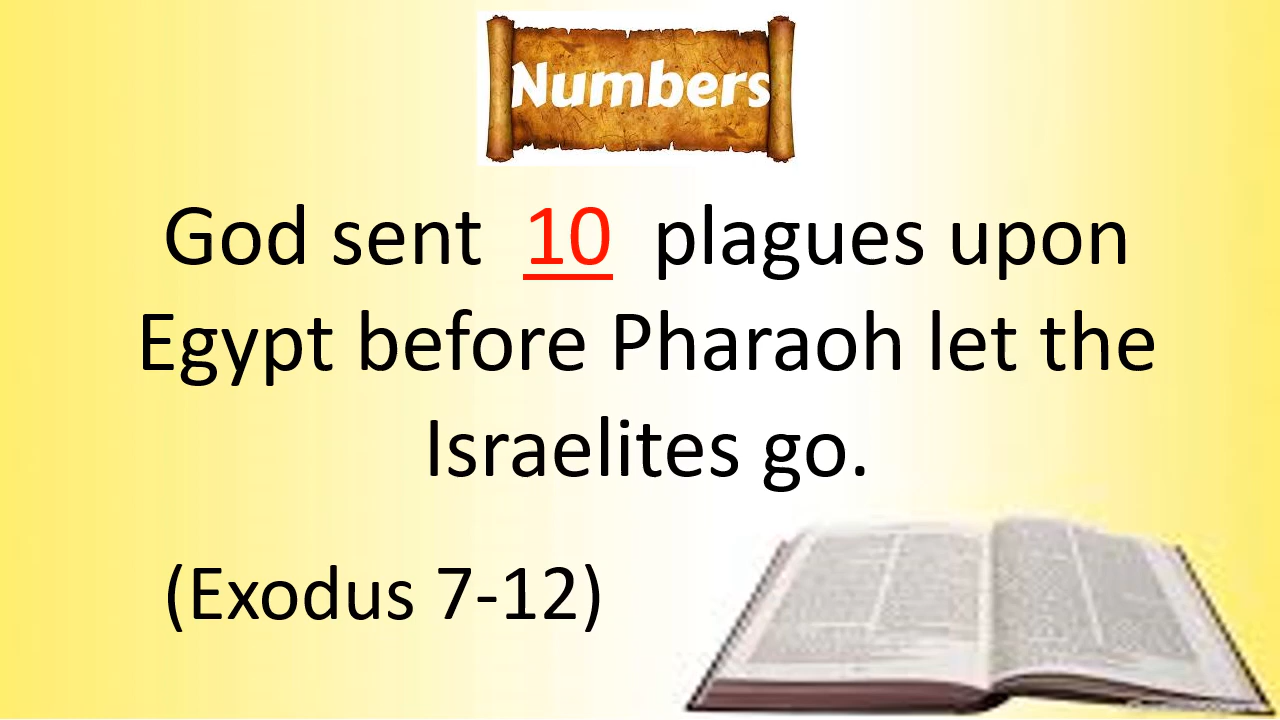 Numbers
God sent 10 plagues upon
Egypt before Pharaoh let the
Israelites go.
(Exodus 7-12)